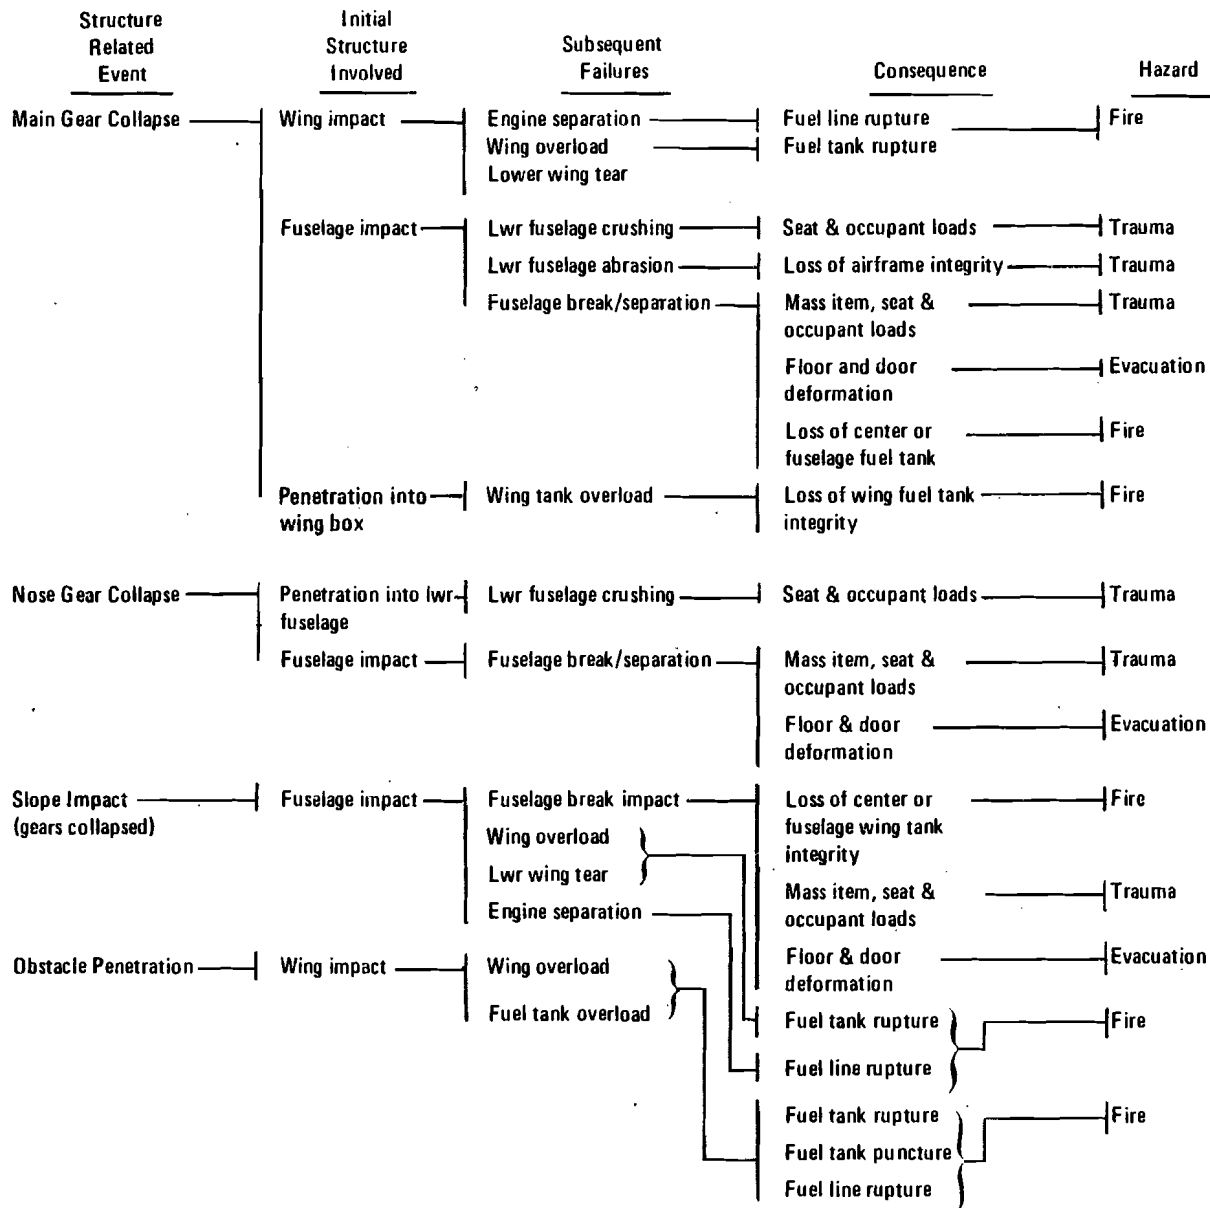 Structure Related Event
Initial Structure Involved
Subsequent Failures
Consequence
Hazard
Main Gear Collapse
Wing impact
Engine separation
Fuel line rupture
Fire
Wing overload
Fuel tank rupture
Lower wing tear
Fuselage impact
Lwr fuselage crushing
Seat & occupant loads
Trauma
Lwr fuselage abrasion
Loss of airframe integrity
Trauma
Fuselage break/separation
Mass item, seat &
occupant loads
Trauma
Floor and door
deformation
Evacuation
Loss of center or
fuselage fuel tank
Fire
Penetration into
wing box
Wing tank overload
Loss of wing fuel tank
integrity
Fire
Nose Gear Collapse
Penetration into lwr
fuselage
Lwr fuselage crushing
Seat & occupant loads
Trauma
Fuselage impact
Fuselage break/separation
Mass item, seat &
occupant loads
Trauma
Floor & door
deformation
Evacuation
Slope Impact
(gears collapsed)
Fuselage impact
Fuselage break impact
Loss of center or
fuselage wing tank
integrity
Fire
Wing overload
Lwr wing tear
Engine separation
Mass item, seat &
occupant loads
Trauma
Floor & door
deformation
Evacuation
Obstacle Penetration
Wing impact
Wing overload
Fuel tank overload
Fuel tank rupture
Fire
Fuel line rupture
Fuel tank rupture
Fire
Fuel tank puncture
Fuel line rupture